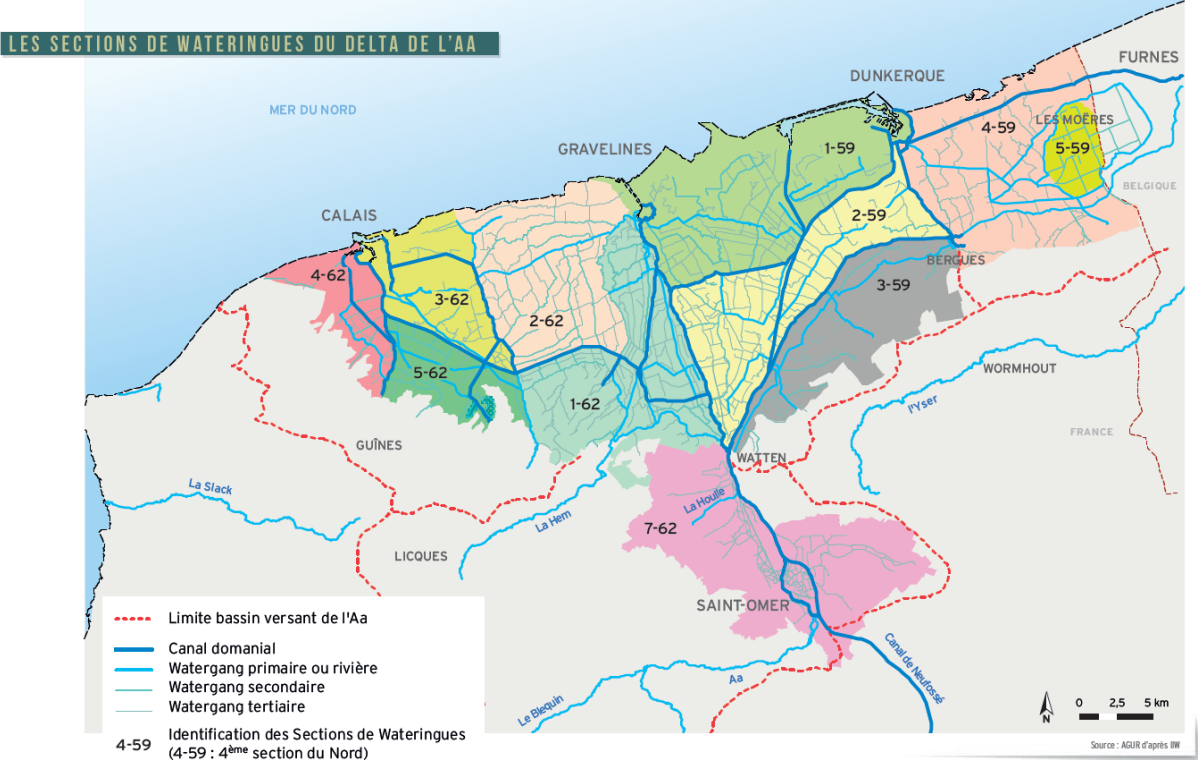 LES SECTIONS DE WATERINGUES DU DELTA DE L'AA
FURNES
DUNKERQUE
MER DU NORD
LES MOËRES
4-59
1-59
5-59
GRAVELINES
BELGIQUE
CALAIS
2-59
BERGUES
4-62
3-59
3-62
2-62
WORMHOUT
5-62
1-62
l'Yser
FRANCE
GUÎNES
WATTEN
La Slack
La Houlle
La Hem
7-62
LICQUES
SAINT-OMER
Canal de Neufossé
Aa
Le Blequin
Limite bassin versant de l'Aa
Canal domanial
Watergang primaire ou rivière
Watergang secondaire
Watergang tertiaire
4-59
Identification des Sections de Wateringues
(4-59 : 4ème section du Nord)
N
0 2,5 5 km
Source : AGUR d'après IIW